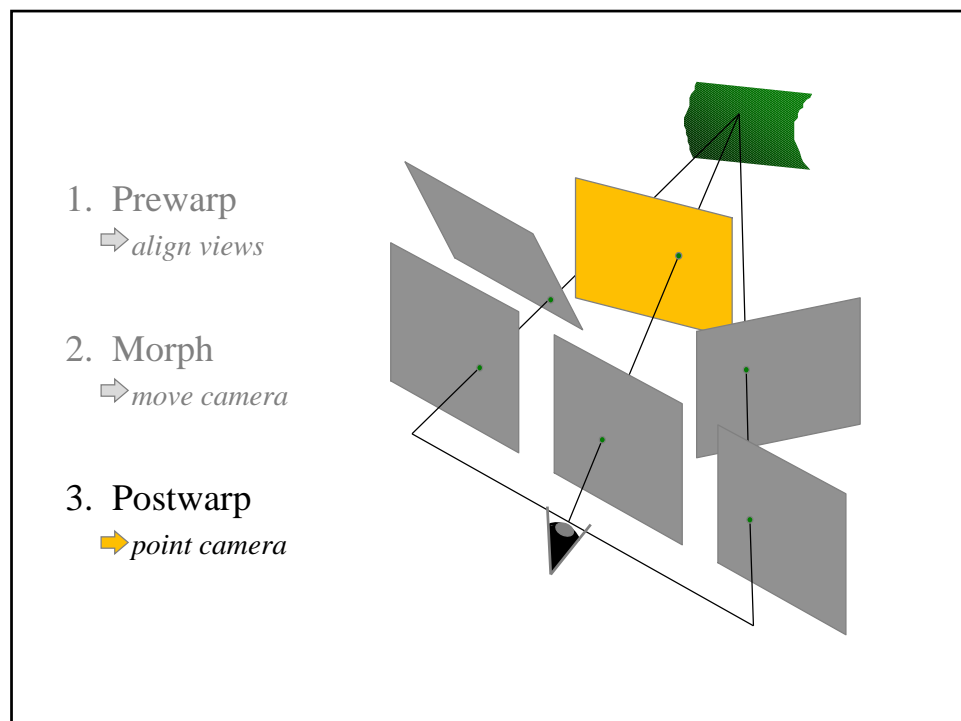 1. Prewarp
align views
2. Morph
move camera
3. Postwarp
point camera